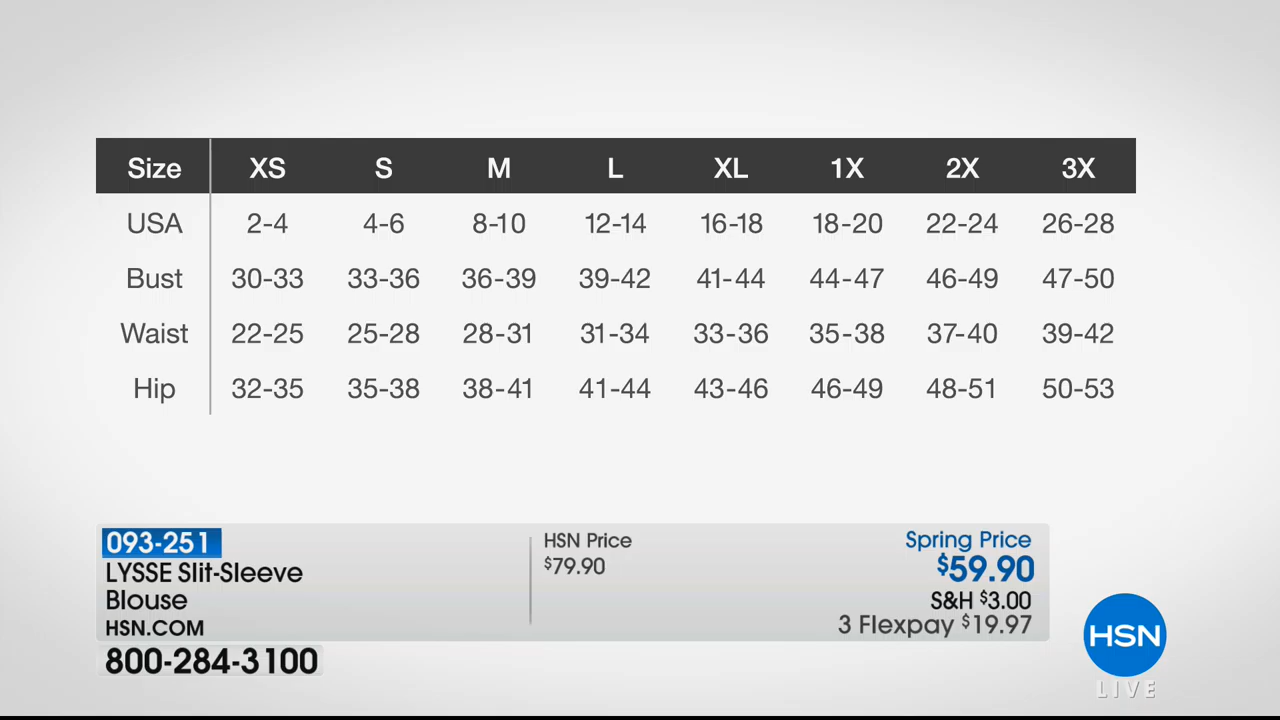 Size XS S M L XL 1X 2X 3X
USA 2-4 4-6 8-10 12-14 16-18 18-20 22-24 26-28
Bust 30-33 33-36 36-39 39-42 41-44 44-47 46-49 47-50
Waist 22-25 25-28 28-31 31-34 33-36 35-38 37-40 39-42
Hip 32-35 35-38 38-41 41-44 43-46 46-49 48-51 50-53
093-251
LYSSE Slit-Sleeve
Blouse
HSN.COM
800-284-3100
HSN Price
$79.90
Spring Price
$59.90
S&H $3.00
3 Flexpay $19.97
HSN
LIVE